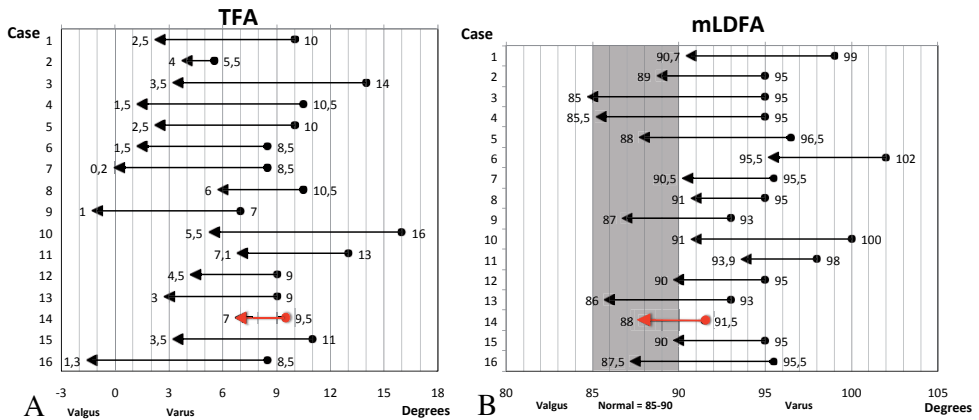 TFA
Case
1 2,5 10
2 4 5,5
3 3,5 14
4 1,5 10,5
5 2,5 10
6 1,5 8,5
7 0,2 8,5
8 6 10,5
9 1 7
10 5,5 16
11 7,1 13
12 4,5 9
13 3 9
14 7 9,5
15 3,5 11
16 1,3 8,5
-3 0 3 6 9 12 15 18
A Valgus Varus Degrees
mLDFA
Case
1 90,7 99
2 89 95
3 85 95
4 85,5 95
5 88 96,5
6 95,5 102
7 90,5 95,5
8 91 95
9 87 93
10 91 100
11 93,9 98
12 90 95
13 86 93
14 88 91,5
15 90 95
16 87,5 95,5
80 85 90 95 100 105
B Valgus Normal = 85-90 Varus Degrees